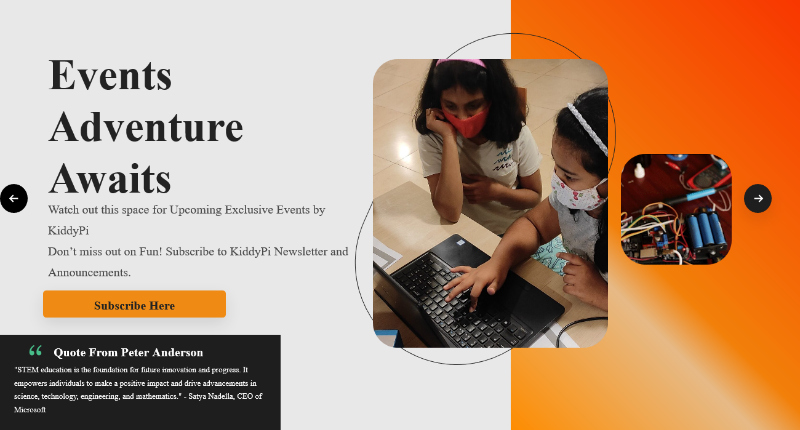 Events
Adventure
Awaits
Watch out this space for Upcoming Exclusive Events by
KiddyPi
Don’t miss out on Fun! Subscribe to KiddyPi Newsletter and
Announcements.
Subscribe Here
“ Quote From Peter Anderson
"STEM education is the foundation for future innovation and progress. It
empowers individuals to make a positive impact and drive advancements in
science, technology, engineering, and mathematics." - Satya Nadella, CEO of
Microsoft